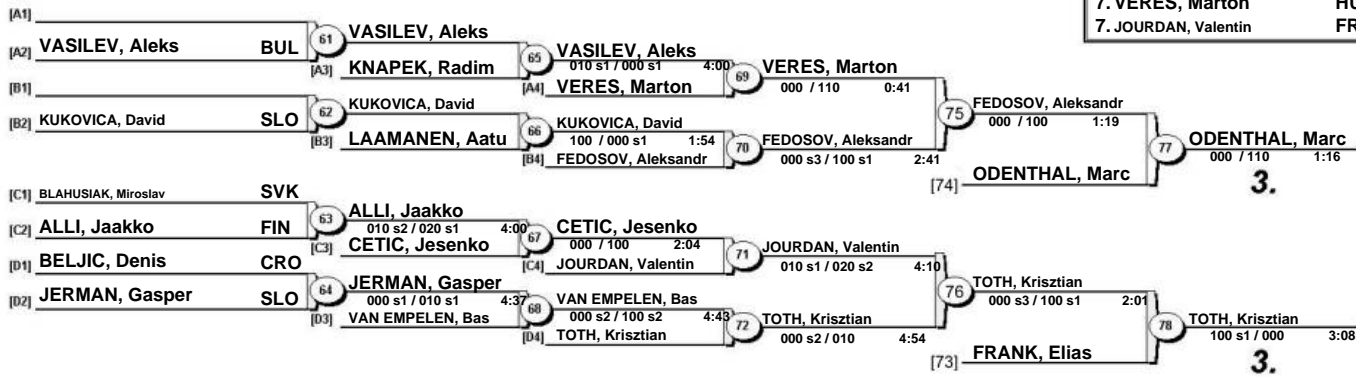 7. VERES, Marton HU
7. JOURDAN, Valentin FR
[A1]
[A2] VASILEV, Aleks BUL
61 VASILEV, Aleks
[A3] KNAPEK, Radim
65 VASILEV, Aleks
010 s1 / 000 s1 4:00
[A4] VERES, Marton
69 VERES, Marton
000 / 110 0:41
[B1]
[B2] KUKOVICA, David SLO
62 KUKOVICA, David
[B3] LAAMANEN, Aatu
66 KUKOVICA, David
100 / 000 s1 1:54
[B4] FEDOSOV, Aleksandr
70 FEDOSOV, Aleksandr
000 s3 / 100 s1 2:41
75 FEDOSOV, Aleksandr
000 / 100 1:19
[74] ODENTHAL, Marc
77 ODENTHAL, Marc
000 / 110 1:16
3.
[C1] BLAHUSIAK, Miroslav SVK
[C2] ALLI, Jaakko FIN
63 ALLI, Jaakko
010 s2 / 020 s1 4:00
[C3] CETIC, Jesenko
67 CETIC, Jesenko
000 / 100 2:04
[C4] JOURDAN, Valentin
71 JOURDAN, Valentin
010 s1 / 020 s2 4:10
[D1] BELJIC, Denis CRO
[D2] JERMAN, Gasper SLO
64 JERMAN, Gasper
000 s1 / 010 s1 4:37
[D3] VAN EMPELEN, Bas
68 VAN EMPELEN, Bas
000 s2 / 100 s2 4:43
[D4] TOTH, Krisztian
72 TOTH, Krisztian
000 s2 / 010 4:54
76 TOTH, Krisztian
000 s3 / 100 s1 2:01
[73] FRANK, Elias
78 TOTH, Krisztian
100 s1 / 000 3:08
3.